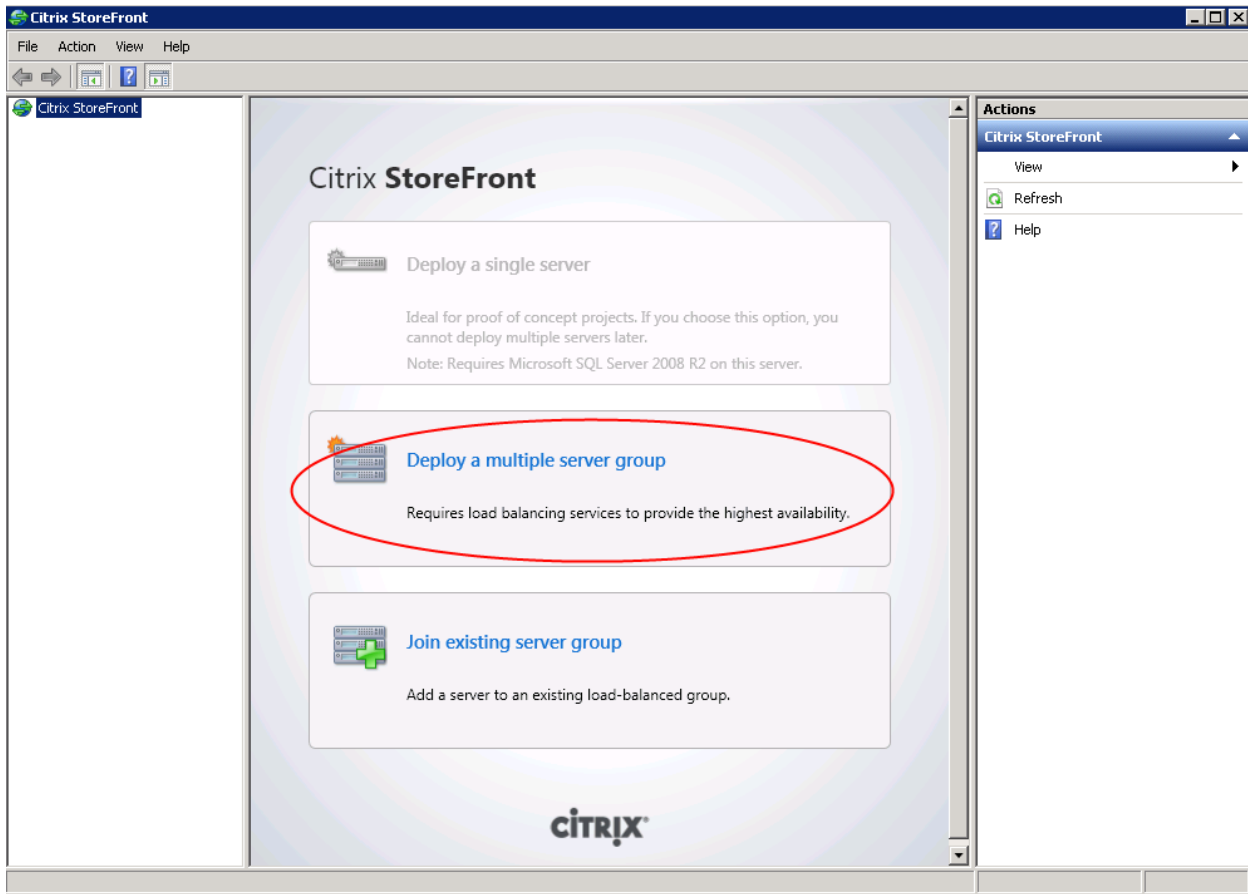 Citrix StoreFront
File Action View Help
Citrix StoreFront
Citrix StoreFront
Deploy a single server
Ideal for proof of concept projects. If you choose this option, you
cannot deploy multiple servers later.
Note: Requires Microsoft SQL Server 2008 R2 on this server.
Deploy a multiple server group
Requires load balancing services to provide the highest availability.
Join existing server group
Add a server to an existing load-balanced group.
CİTRỊX
Actions
Citrix StoreFront
View
Refresh
Help